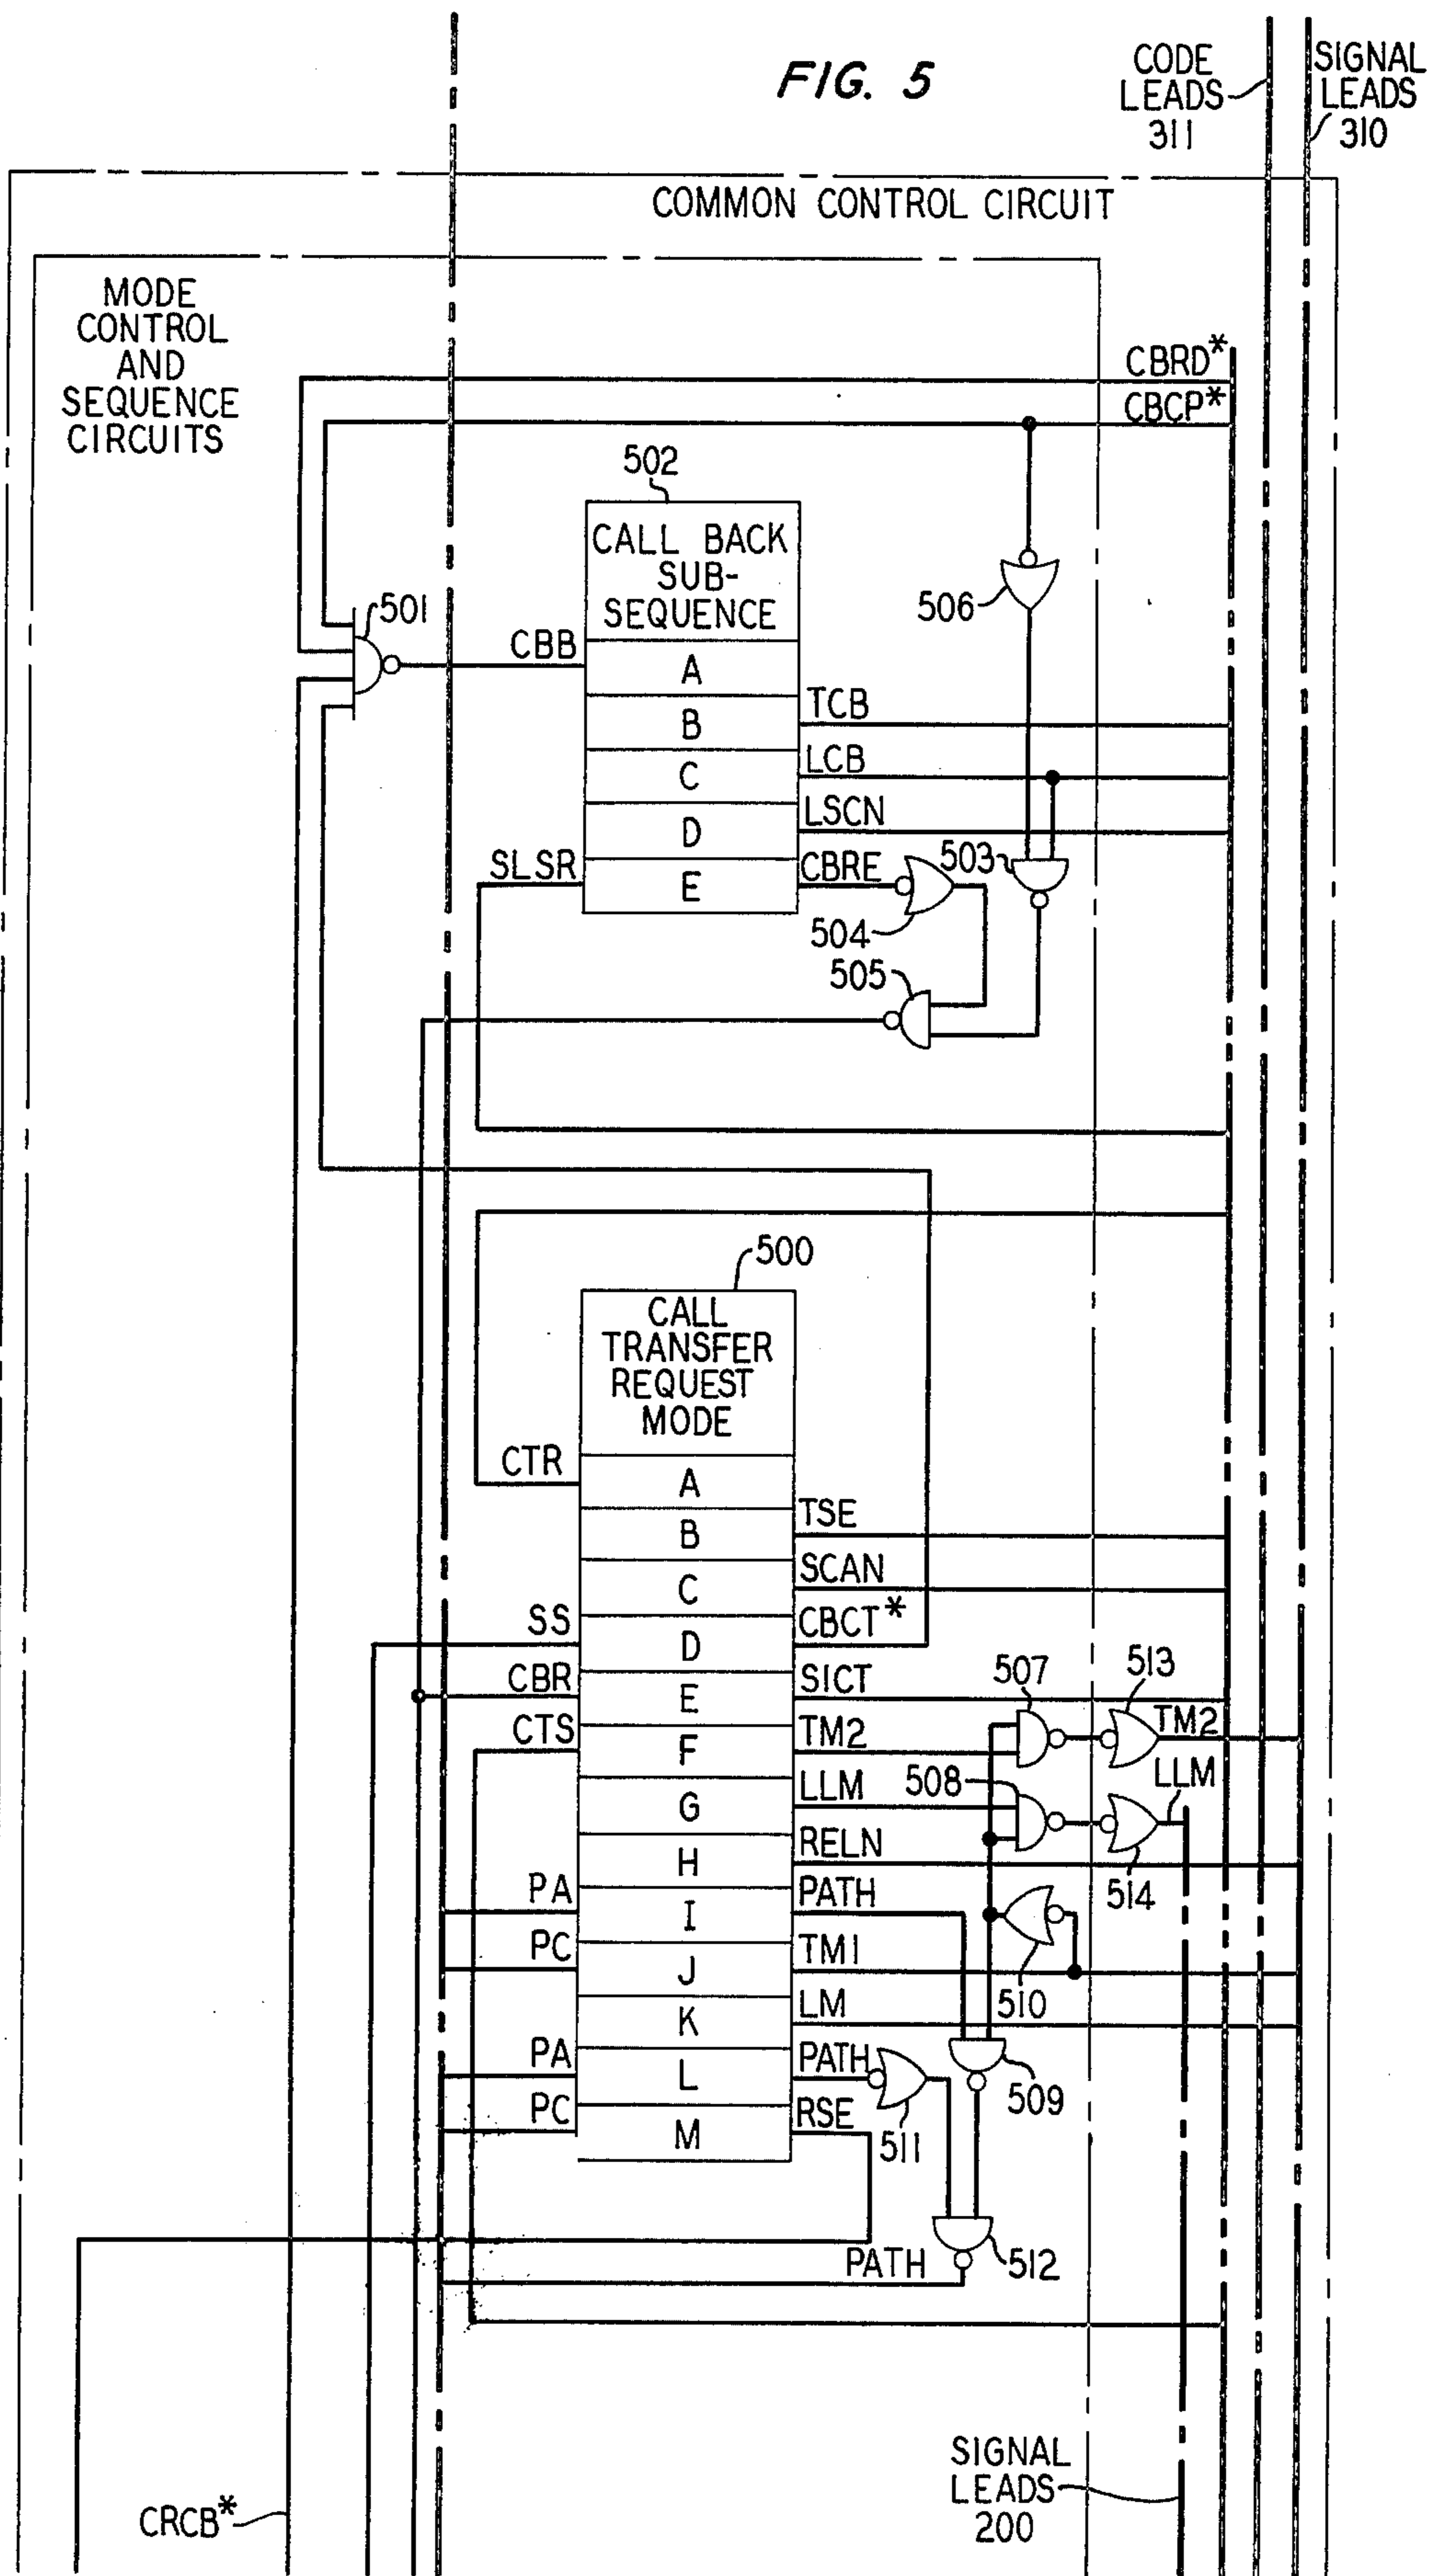 FIG. 5
CODE
LEADS
311
SIGNAL
LEADS
310
COMMON CONTROL CIRCUIT
MODE
CONTROL
AND
SEQUENCE
CIRCUITS
CBRD*
CBCP*
502
CALL BACK
SUB-
SEQUENCE
506
501
CBB
A
B
TCB
C
LCB
D
LSCN
SLSR
E
CBRE
503
504
505
500
CALL
TRANSFER
REQUEST
MODE
CTR
A
B
TSE
C
SCAN
SS
D
CBCT*
CBR
E
SICT
507
513
CTS
F
TM2
TM2
G
LLM
508
LLM
H
RELN
514
PA
I
PATH
PC
J
TM1
510
K
LM
PA
L
PATH
509
PC
M
RSE
511
PATH
512
SIGNAL
LEADS
200
CRCB*